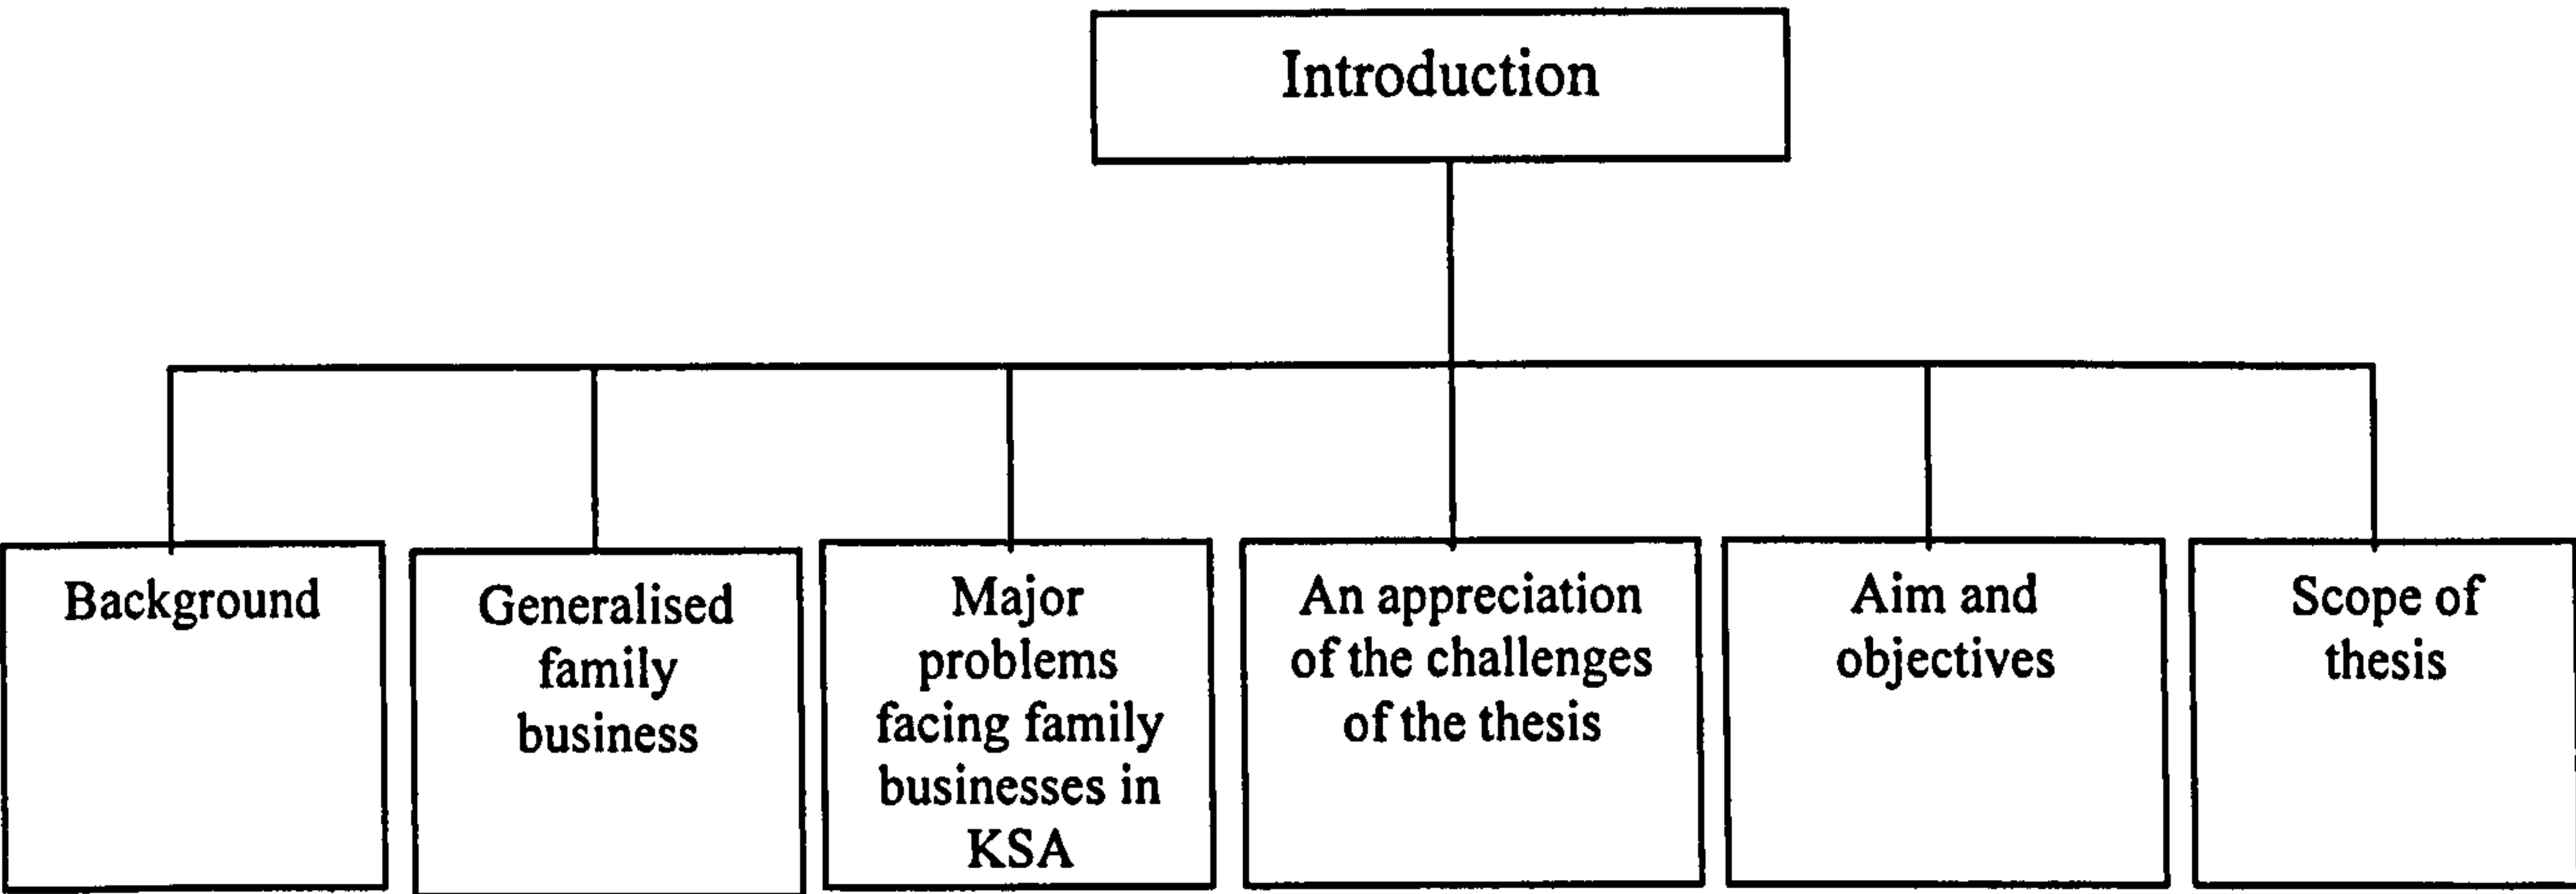 Introduction
Background
Generalised
family
business
Major
problems
facing family
businesses in
KSA
An appreciation
of the challenges
of the thesis
Aim and
objectives
Scope of
thesis